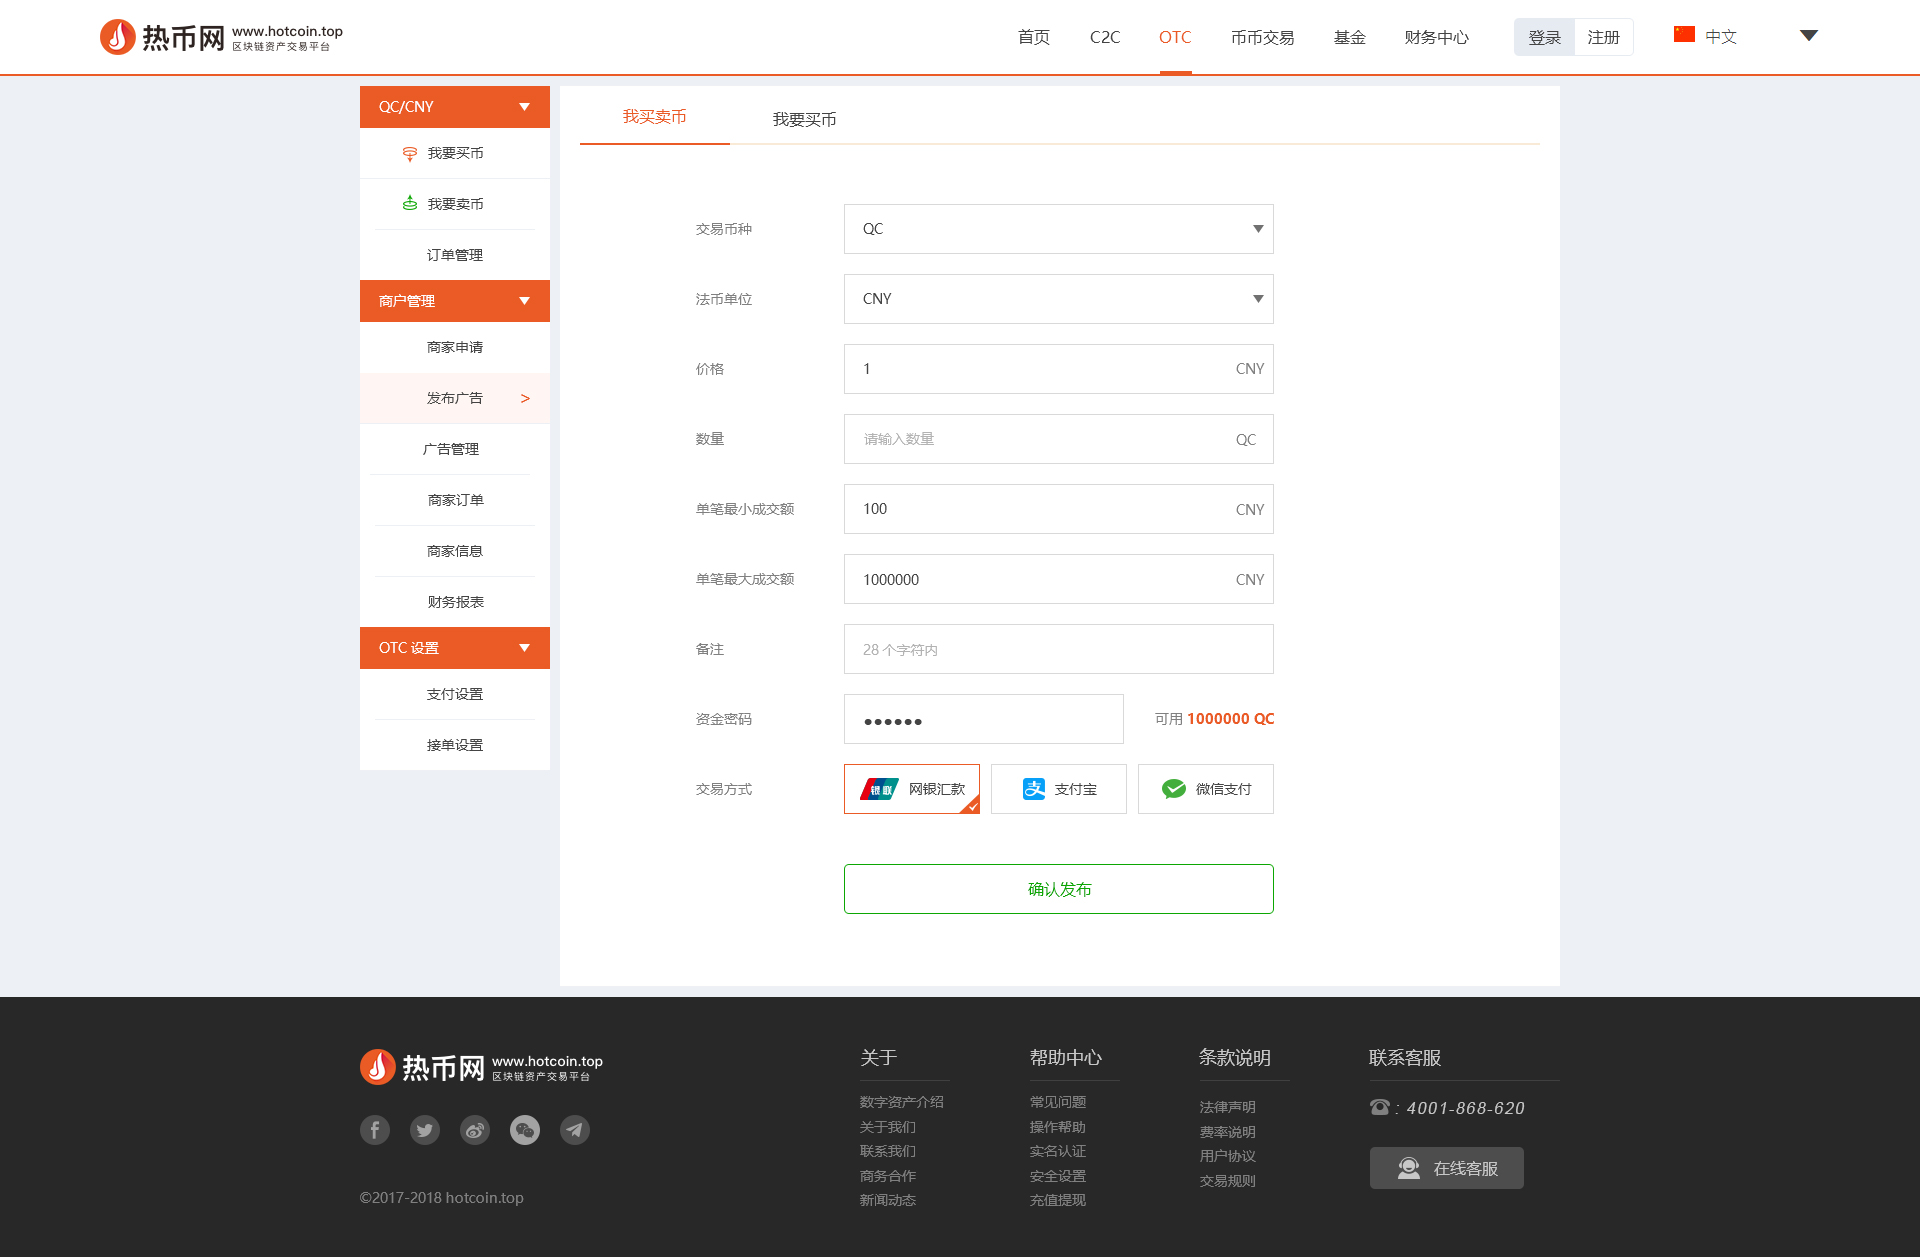 热币网 www.hotcoin.top
区块链资产交易平台
首页 C2C OTC 币币交易 基金 财务中心 登录 注册 中文
QC/CNY
我要买币
我要卖币
订单管理
商户管理
商家申请
发布广告 >
广告管理
商家订单
商家信息
财务报表
OTC 设置
支付设置
接单设置
我买卖币 我要买币
交易币种 QC
法币单位 CNY
价格 1 CNY
数量 请输入数量 QC
单笔最小成交额 100 CNY
单笔最大成交额 1000000 CNY
备注 28 个字符内
资金密码 ●●●●●● 可用 1000000 QC
交易方式 银联 网银汇款 支 支付宝 微信支付
确认发布
热币网 www.hotcoin.top
区块链资产交易平台
©2017-2018 hotcoin.top
关于
数字资产介绍
关于我们
联系我们
商务合作
新闻动态
帮助中心
常见问题
操作帮助
实名认证
安全设置
充值提现
条款说明
法律声明
费率说明
用户协议
交易规则
联系客服
: 4001-868-620
在线客服